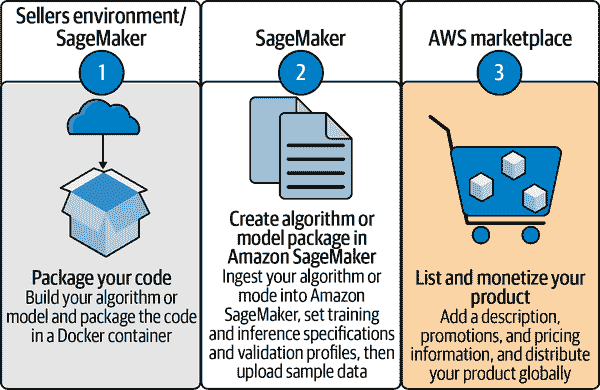 Sellers environment/
SageMaker
1
Package your code
Build your algorithm or
model and package the code
in a Docker container
SageMaker
2
Create algorithm or
model package in
Amazon SageMaker
Ingest your algorithm or
mode into Amazon
SageMaker, set training
and inference specifications
and validation profiles, then
upload sample data
AWS marketplace
3
List and monetize your
product
Add a description,
promotions, and pricing
information, and distribute
your product globally